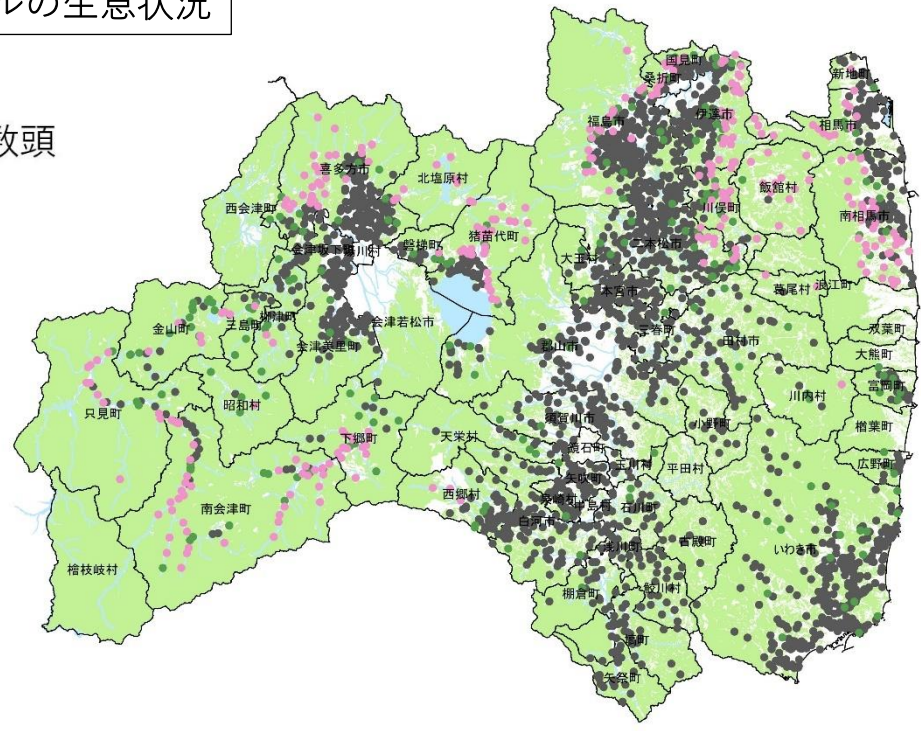 ルの生息状況
数頭
国見町
桑折町
新地町
福島市
伊達市
相馬市
喜多方市
北塩原村
飯舘村
西会津町
川俣町
南相馬市
猪苗代町
二本松市
会津坂下町
湯川村
磐梯町
大玉村
本宮市
葛尾村
浪江町
柳津町
会津若松市
金山町
三島町
三春町
双葉町
田村市
会津美里町
郡山市
大熊町
富岡町
只見町
昭和村
川内村
須賀川市
小野町
楢葉町
下郷町
天栄村
鏡石町
玉川村
平田村
広野町
矢吹町
西郷村
泉崎村
中島村
石川町
南会津町
白河市
浅川町
古殿町
いわき市
檜枝岐村
棚倉町
鮫川村
塙町
矢祭町